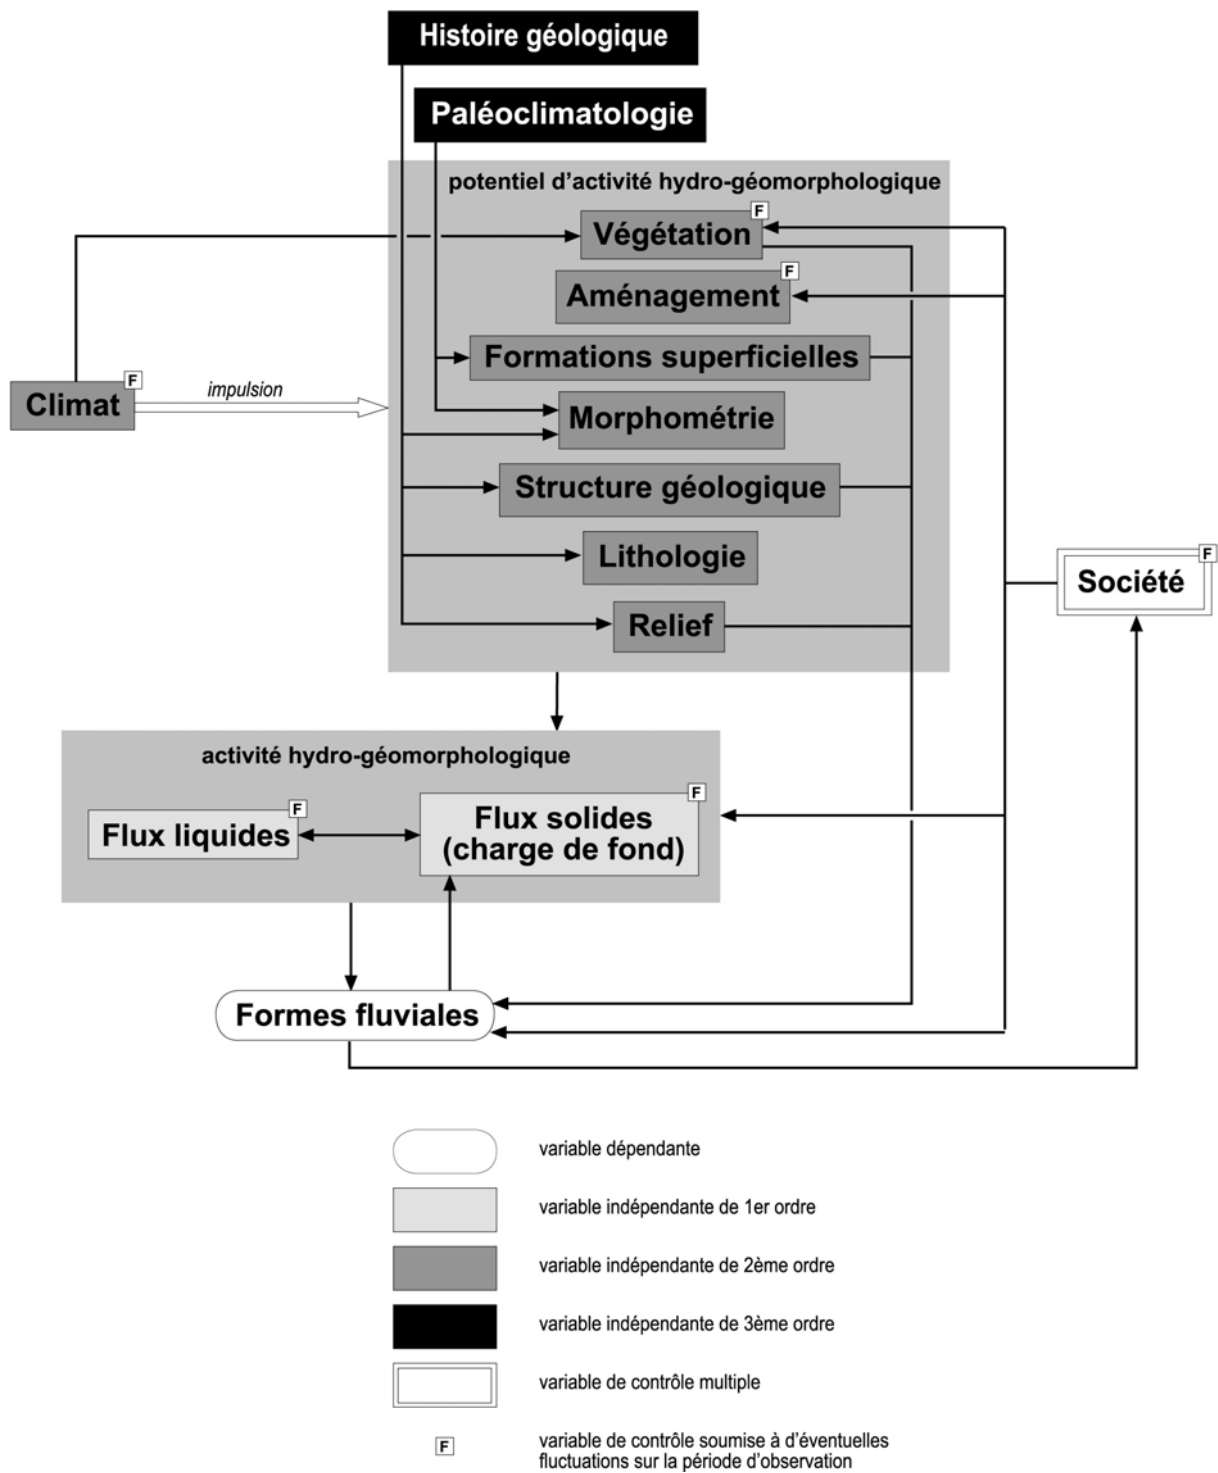 Histoire géologique
Paléoclimatologie
potentiel d'activité hydro-géomorphologique
F
Végétation
F
Aménagement
Formations superficielles
F
Climat
impulsion
Morphométrie
Structure géologique
Lithologie
F
Société
Relief
activité hydro-géomorphologique
F
Flux liquides
F
Flux solides
(charge de fond)
Formes fluviales
variable dépendante
variable indépendante de 1er ordre
variable indépendante de 2ème ordre
variable indépendante de 3ème ordre
variable de contrôle multiple
F
variable de contrôle soumise à d'éventuelles
fluctuations sur la période d'observation